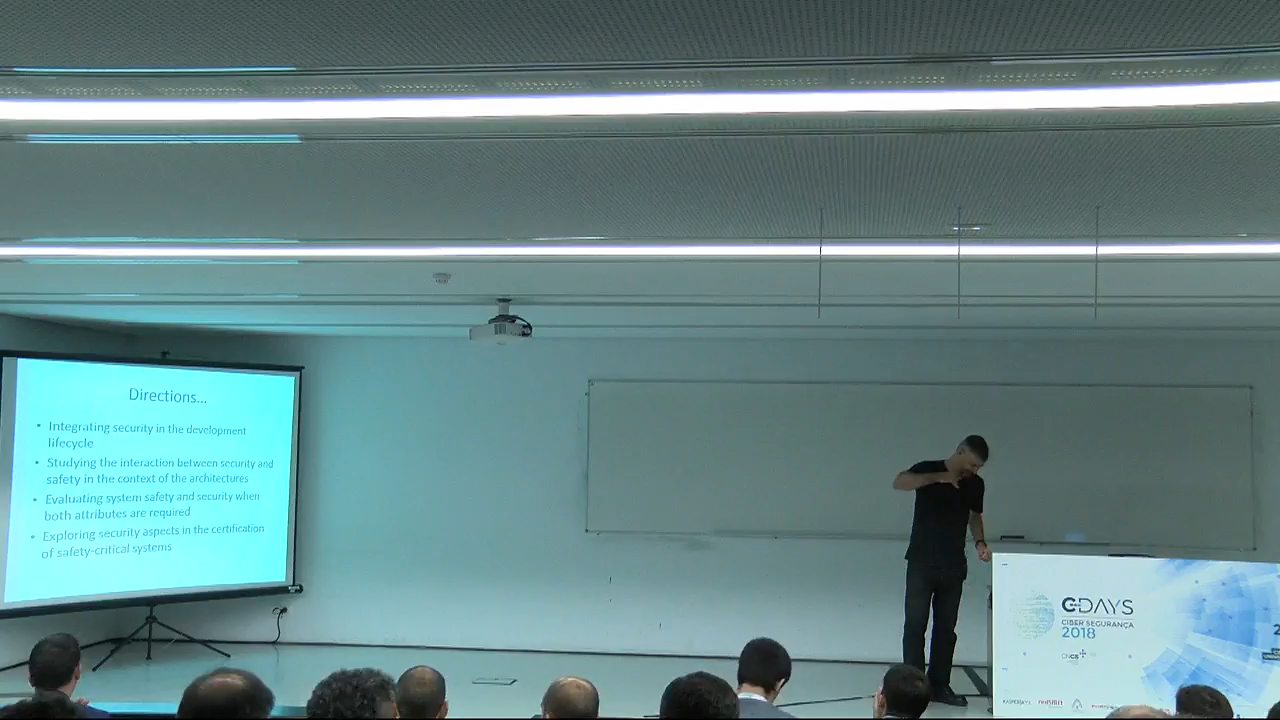 Directions...
• Integrating security in the development
lifecycle
• Studying the interaction between security and
safety in the context of the architectures
• Evaluating system safety and security when
both attributes are required
• Exploring security aspects in the certification
of safety-critical systems
C-DAYS
CIBER SEGURANÇA
2018
CNCS
KASPERSKY